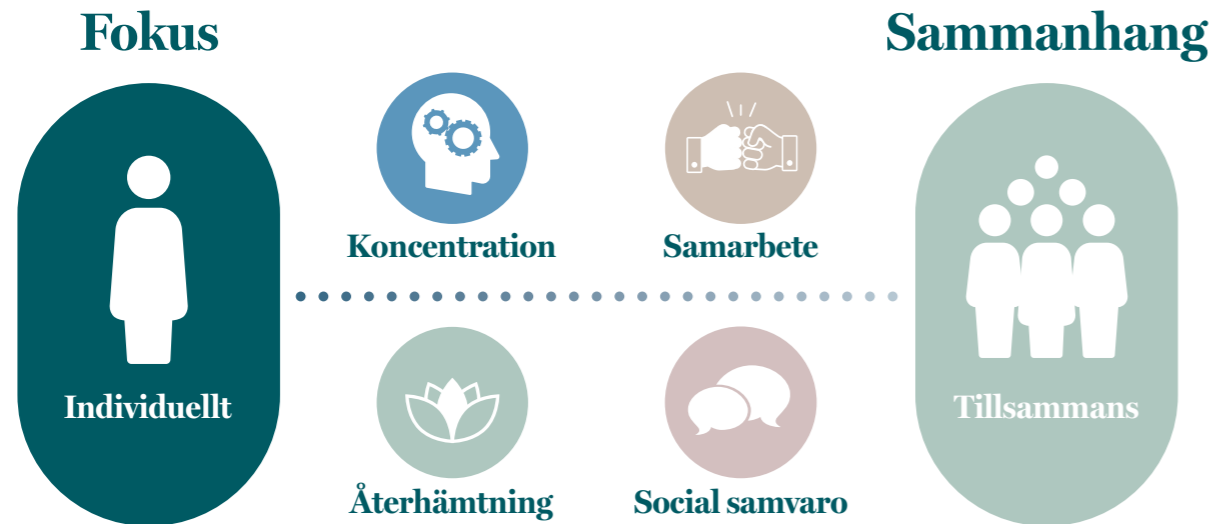 Fokus
Sammanhang
Koncentration
Samarbete
Individuellt
Tillsammans
Återhämtning
Social samvaro